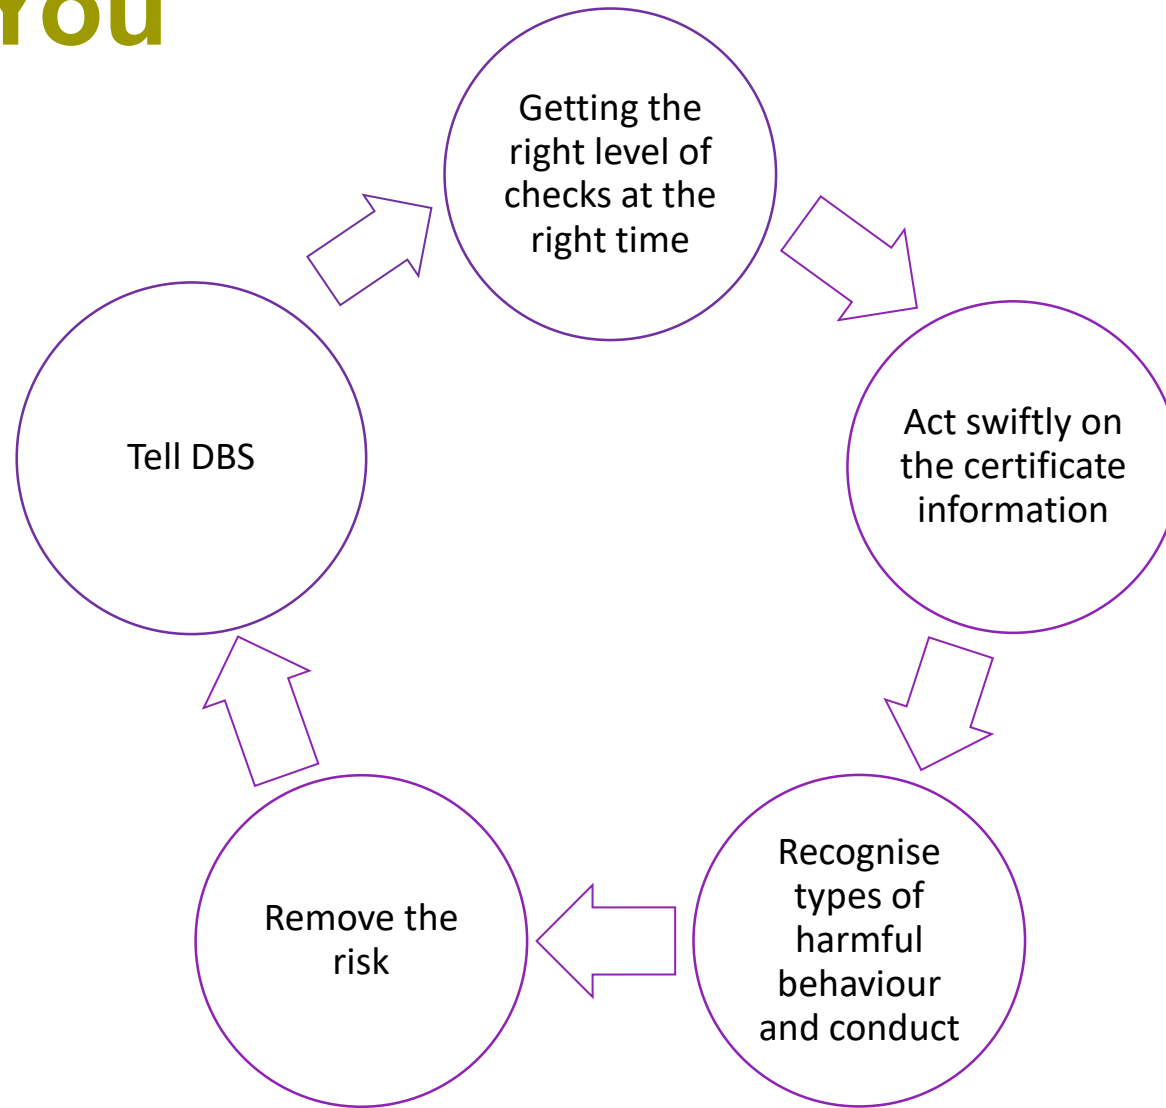 You
Getting the
right level of
checks at the
right time
Act swiftly on
the certificate
information
Recognise
types of
harmful
behaviour
and conduct
Remove the
risk
Tell DBS